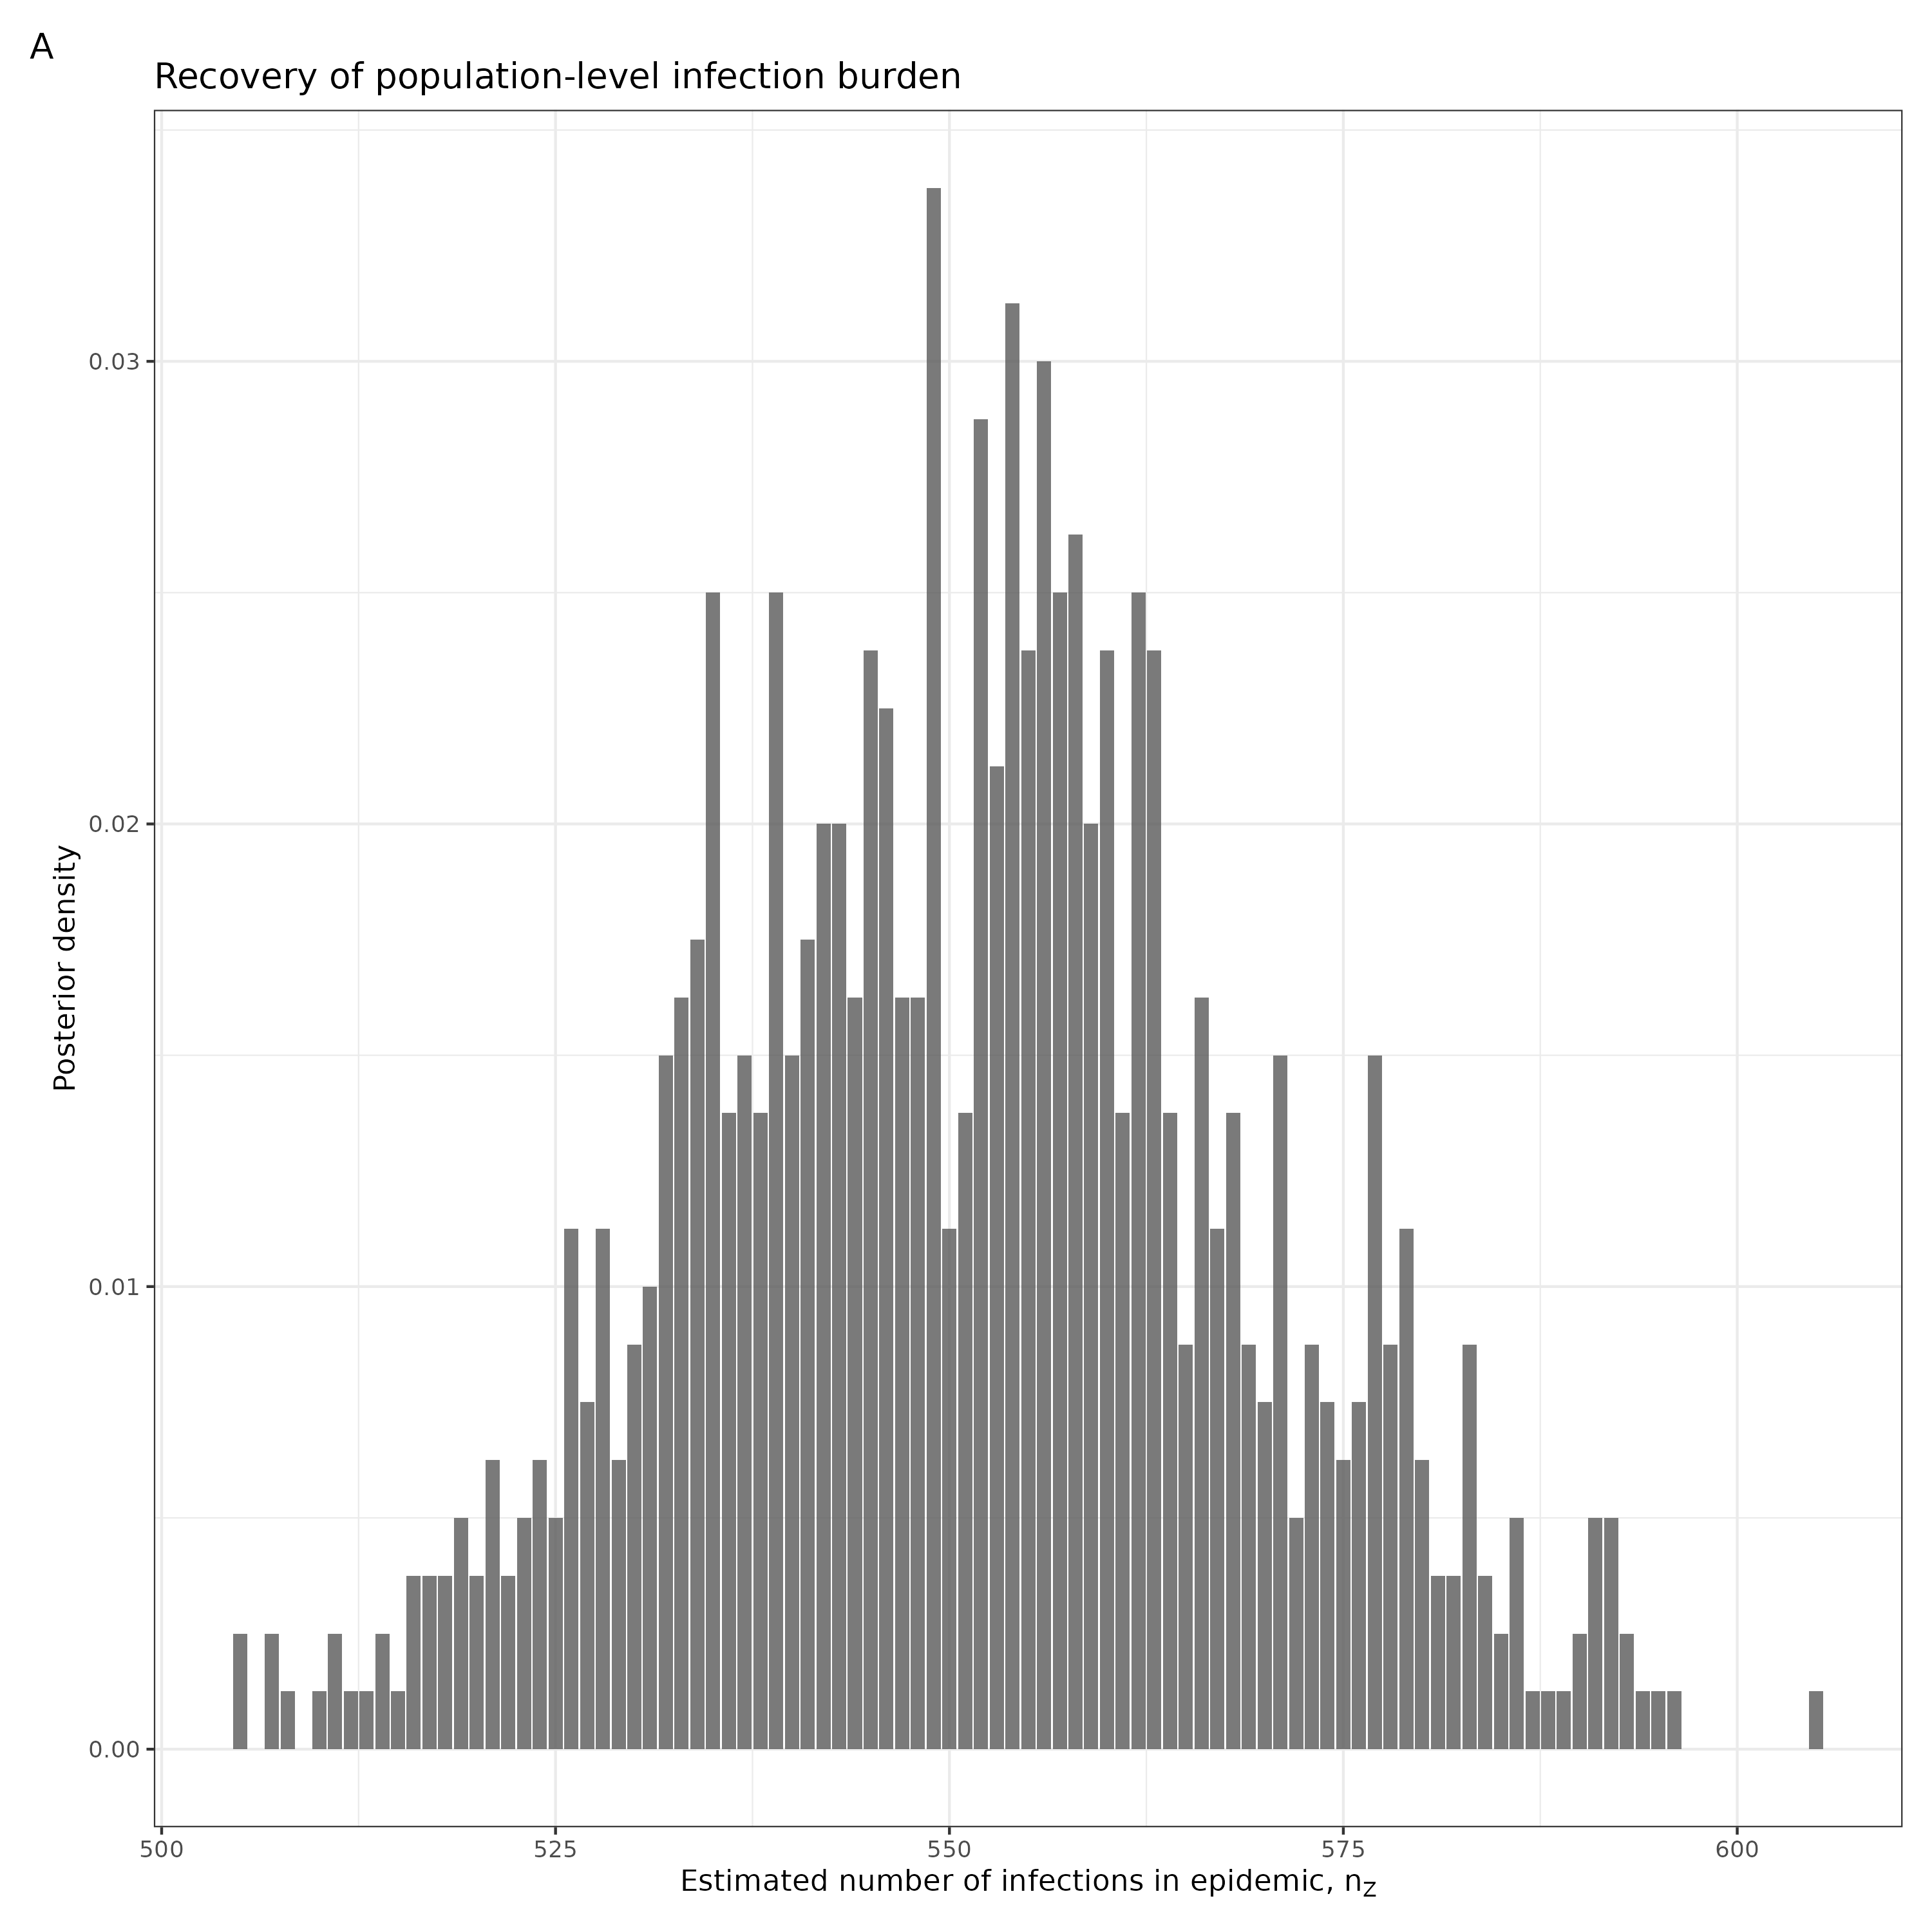 A
Recovery of population-level infection burden
Posterior density
0.03
0.02
0.01
0.00
500 525 550 575 600
Estimated number of infections in epidemic, nZ